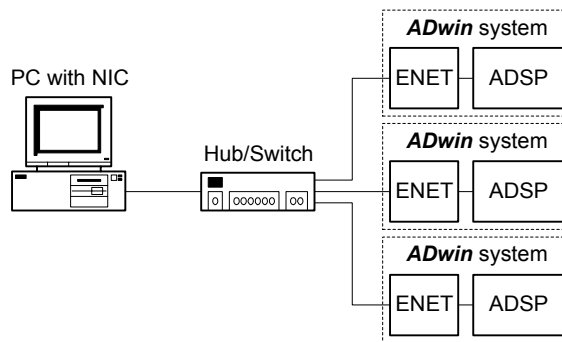 ADwin system
PC with NIC
ENET ADSP
Hub/Switch
ADwin system
ENET ADSP
ADwin system
ENET ADSP